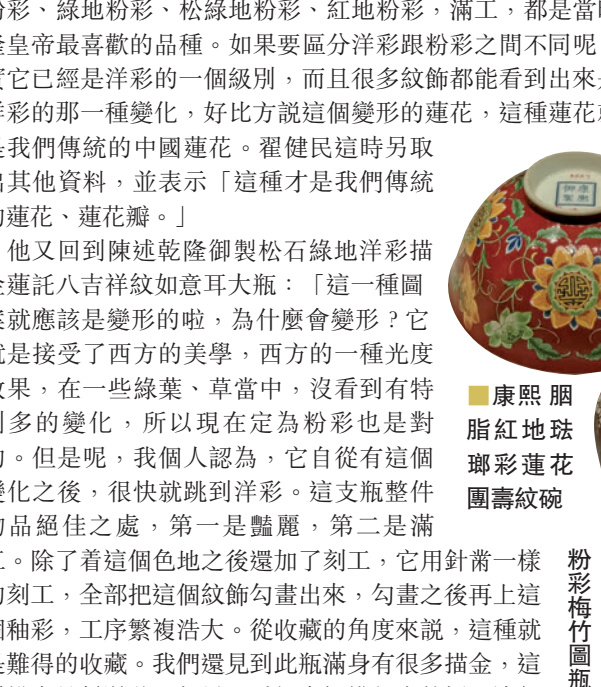 粉彩、綠地粉彩、松綠地粉彩、紅地粉彩,滿工,都是當時
隆皇帝最喜歡的品種。如果要區分洋彩跟粉彩之間不同呢
實它已經是洋彩的一個級別,而且很多紋飾都能看到出來
洋彩的那一種變化,好比方説這個變形的蓮花,這種蓮花
是我們傳統的中國蓮花。翟健民這時另取
出其他資料,並表示「這種才是我們傳統
的蓮花、蓮花瓣。」
他又回到陳述乾隆御製松石綠地洋彩描
金蓮託八吉祥紋如意耳大瓶:「這一種圖
案就應該是變形的啦,為什麼會變形?它
就是接受了西方的美學,西方的一種光度
效果,在一些綠葉、草當中,沒看到有特
別多的變化,所以現在定為粉彩也是對
的。但是呢,我個人認為,它自從有這個
變化之後,很快就跳到洋彩。這支瓶整件
物品絕佳之處,第一是豔麗,第二是滿
工。除了着這個色地之後還加了刻工,它用針黹一樣
的刻工,全部把這個紋飾勾畫出來,勾畫之後再上這
個釉彩,工序繁複浩大。從收藏的角度來説,這種就
是難得的收藏。我們還見到此瓶滿身有很多描金,這
■康熙 胭
脂紅地琺
瑯彩蓮花
團壽紋碗
康熙
御製
粉彩梅竹圖瓶